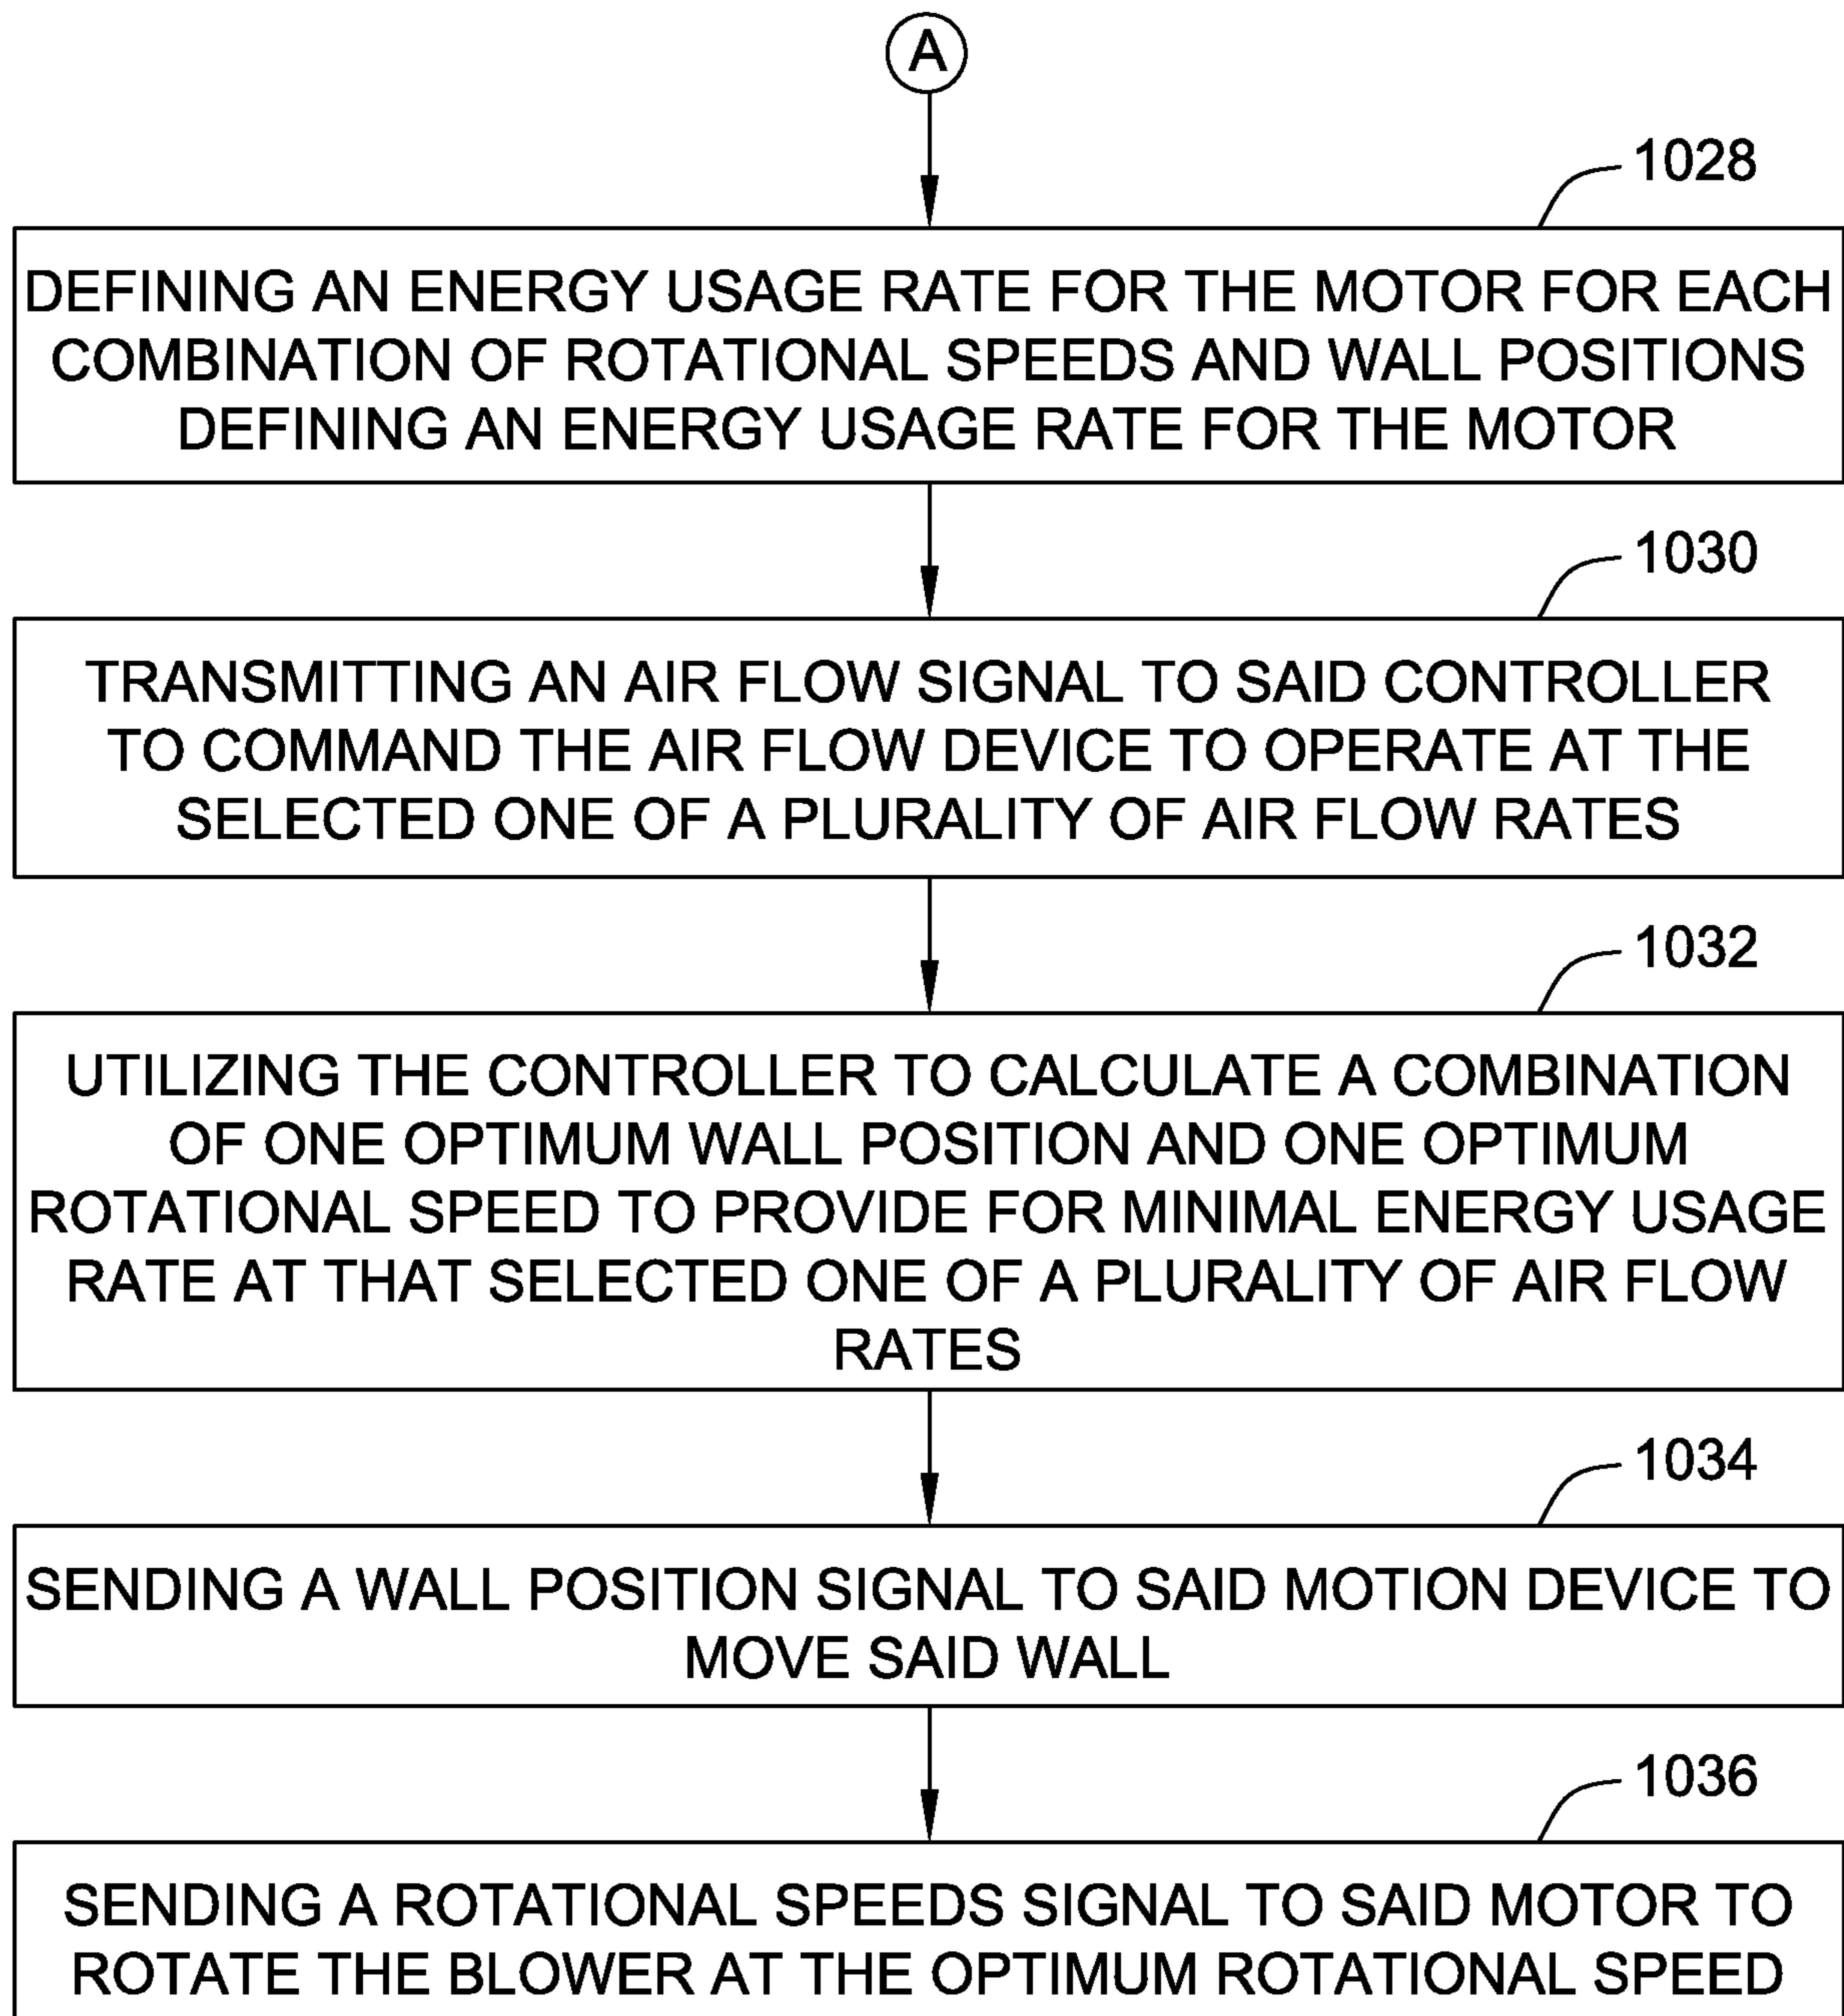 A
1028
DEFINING AN ENERGY USAGE RATE FOR THE MOTOR FOR EACH
COMBINATION OF ROTATIONAL SPEEDS AND WALL POSITIONS
DEFINING AN ENERGY USAGE RATE FOR THE MOTOR
1030
TRANSMITTING AN AIR FLOW SIGNAL TO SAID CONTROLLER
TO COMMAND THE AIR FLOW DEVICE TO OPERATE AT THE
SELECTED ONE OF A PLURALITY OF AIR FLOW RATES
1032
UTILIZING THE CONTROLLER TO CALCULATE A COMBINATION
OF ONE OPTIMUM WALL POSITION AND ONE OPTIMUM
ROTATIONAL SPEED TO PROVIDE FOR MINIMAL ENERGY USAGE
RATE AT THAT SELECTED ONE OF A PLURALITY OF AIR FLOW
RATES
1034
SENDING A WALL POSITION SIGNAL TO SAID MOTION DEVICE TO
MOVE SAID WALL
1036
SENDING A ROTATIONAL SPEEDS SIGNAL TO SAID MOTOR TO
ROTATE THE BLOWER AT THE OPTIMUM ROTATIONAL SPEED